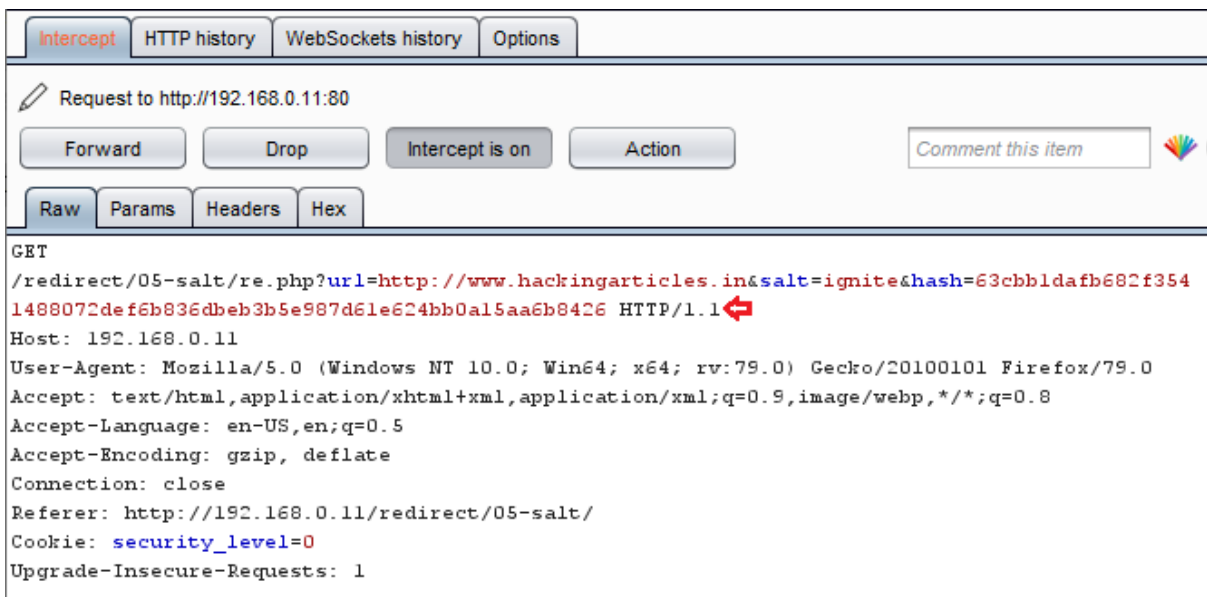 Intercept HTTP history WebSockets history Options
Request to http://192.168.0.11:80
Forward Drop Intercept is on Action Comment this item
Raw Params Headers Hex
GET
/redirect/05-salt/re.php?url=http://www.hackingarticles.in&salt=ignite&hash=63cbb1dafb682f354
1488072def6b836dbeb3b5e987d61e624bb0a15aa6b8426 HTTP/1.1
Host: 192.168.0.11
User-Agent: Mozilla/5.0 (Windows NT 10.0; Win64; x64; rv:79.0) Gecko/20100101 Firefox/79.0
Accept: text/html,application/xhtml+xml,application/xml;q=0.9,image/webp,*/*;q=0.8
Accept-Language: en-US,en;q=0.5
Accept-Encoding: gzip, deflate
Connection: close
Referer: http://192.168.0.11/redirect/05-salt/
Cookie: security_level=0
Upgrade-Insecure-Requests: 1